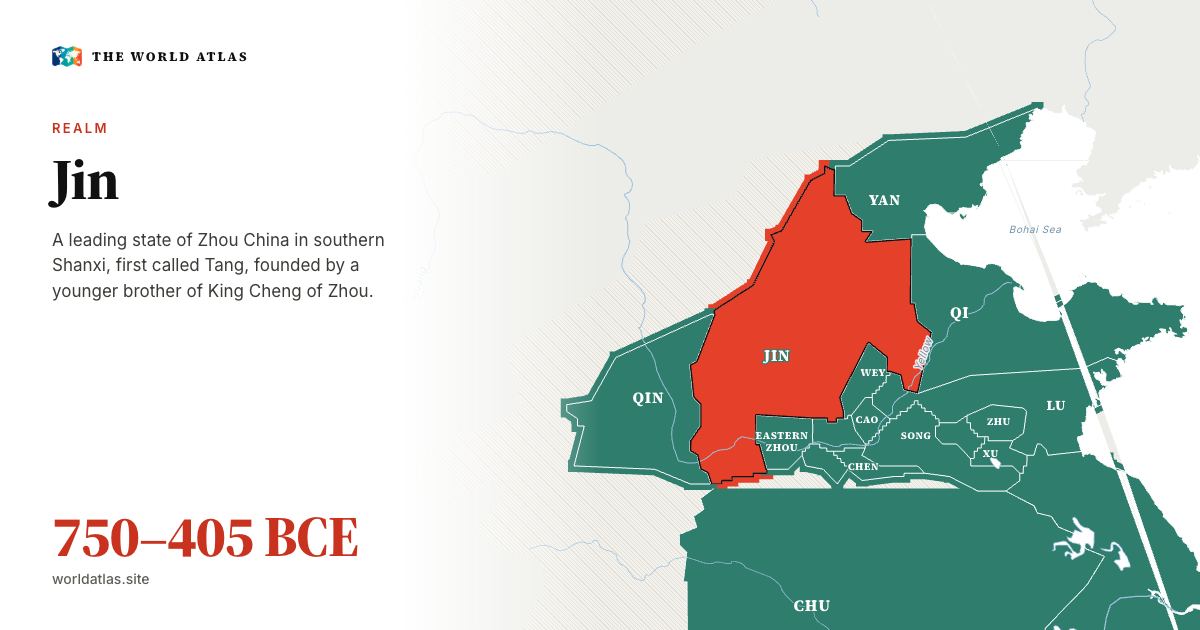 THE WORLD ATLAS
REALM
Jin
A leading state of Zhou China in southern
Shanxi, first called Tang, founded by a
younger brother of King Cheng of Zhou.
750–405 BCE
worldatlas.site
YAN
Bohai Sea
QI
JIN
Yellow
WEY
QIN
LU
CAO
ZHU
EASTERN
ZHOU
SONG
XU
CHEN
CHU